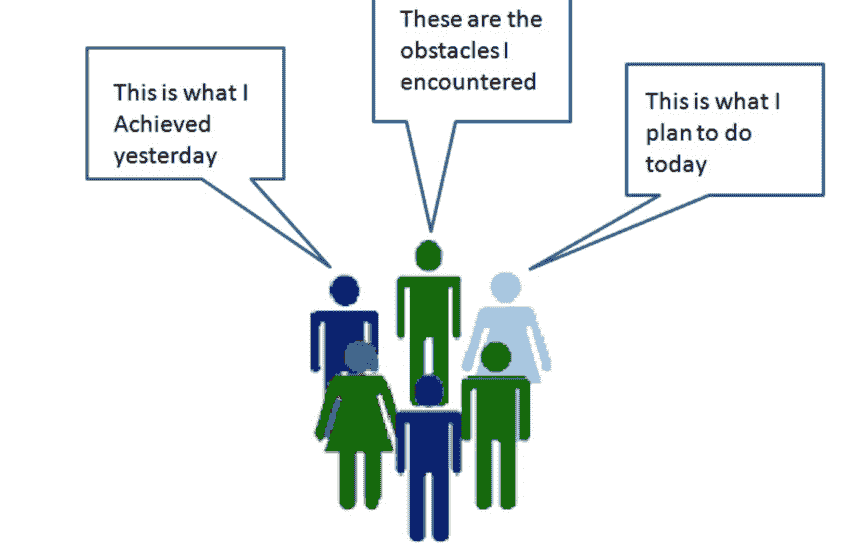 This is what I
Achieved
yesterday
These are the
obstacles I
encountered
This is what I
plan to do
today